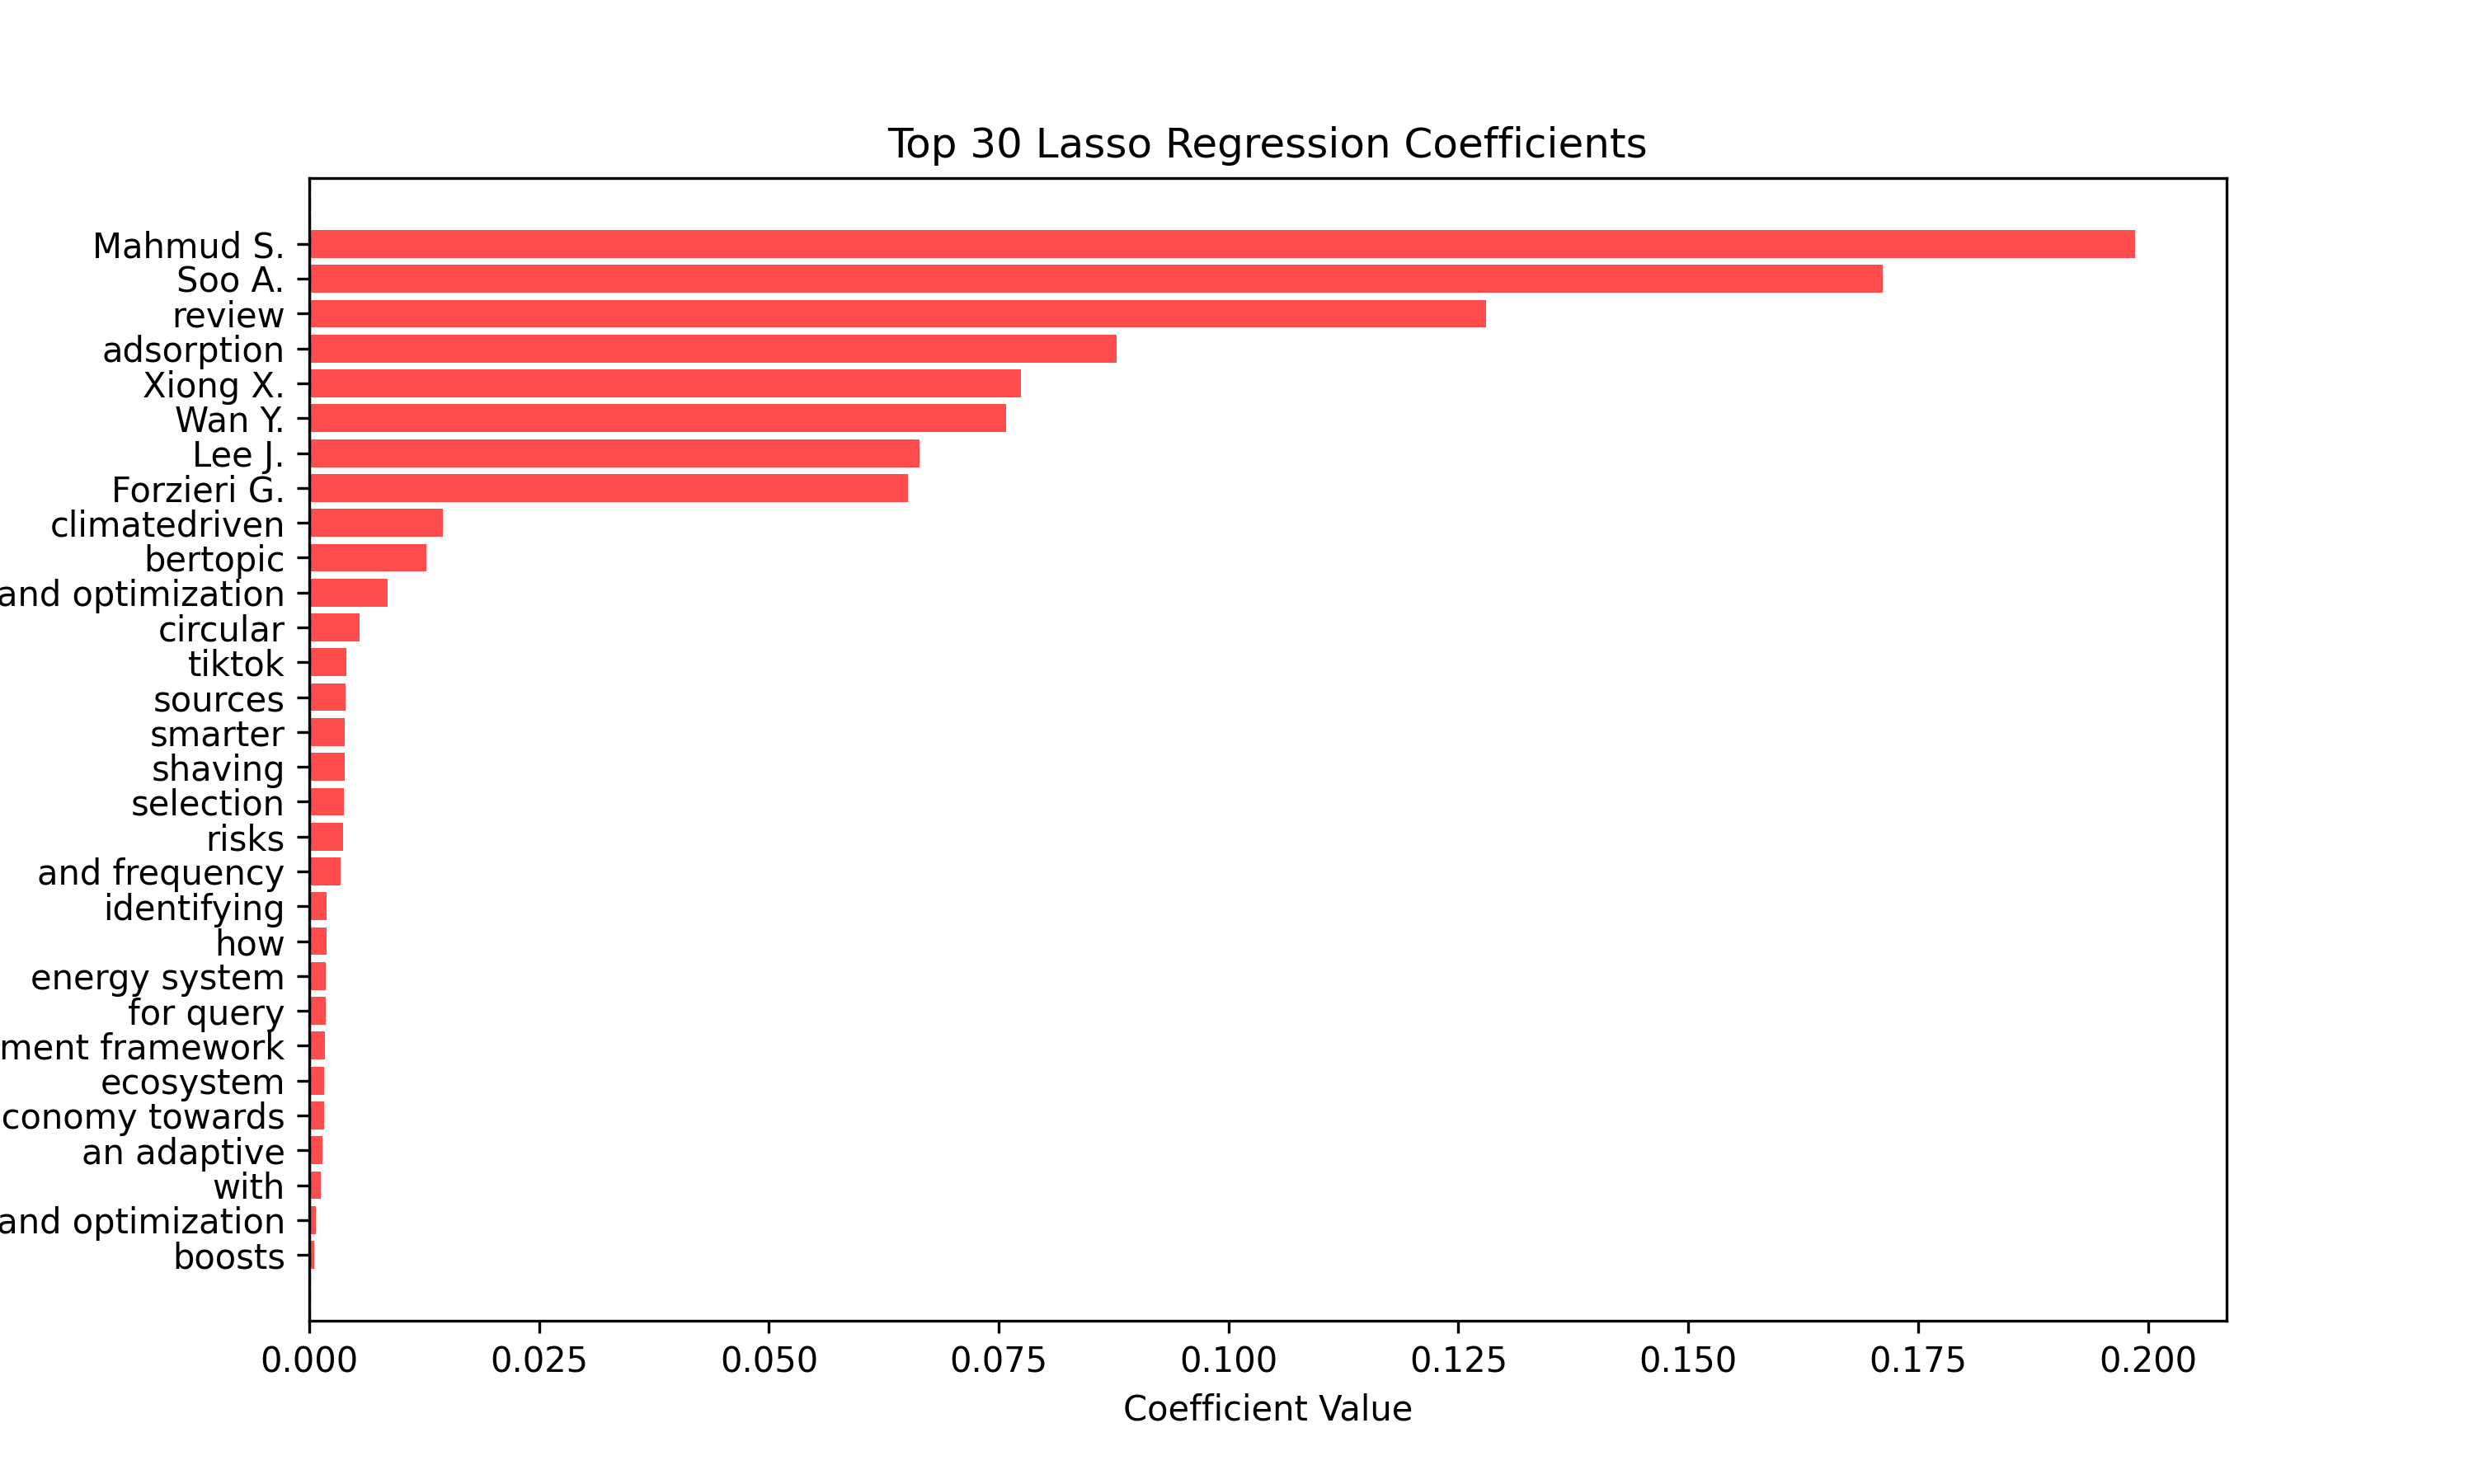 Top 30 Lasso Regression Coefficients
Mahmud S.
Soo A.
review
adsorption
Xiong X.
Wan Y.
Lee J.
Forzieri G.
climatedriven
bertopic
and optimization
circular
tiktok
sources
smarter
shaving
selection
risks
and frequency
identifying
how
energy system
for query
ment framework
ecosystem
conomy towards
an adaptive
with
and optimization
boosts
0.000 0.025 0.050 0.075 0.100 0.125 0.150 0.175 0.200
Coefficient Value